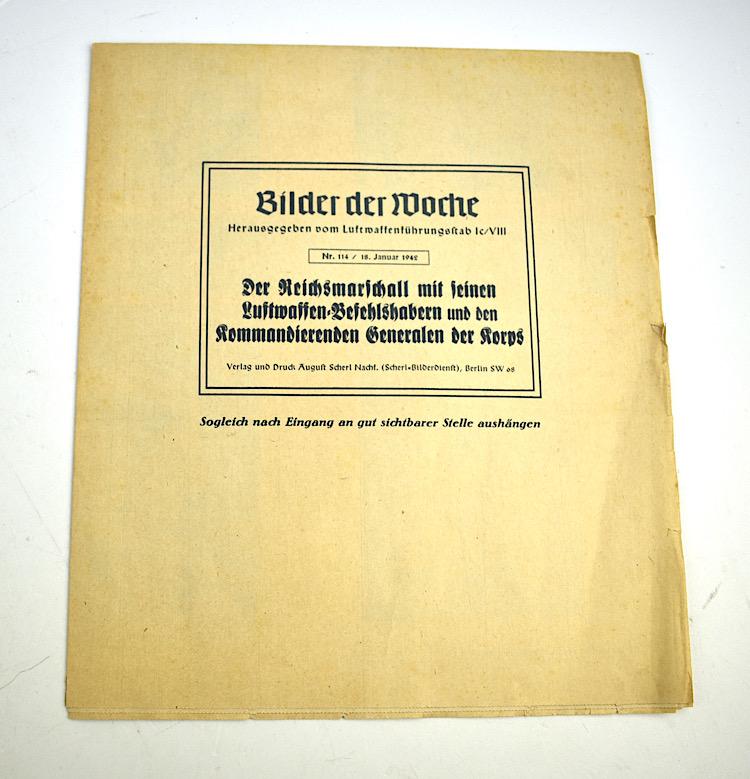 Bilder der Woche
Herausgegeben vom Luftwaffenführungsstab Ic/VIII
Nr. 114 / 18. Januar 1942
Der Reichsmarschall mit seinen
Luftwaffen-Befehlshabern und den
Kommandierenden Generalen der Korps
Verlag und Druck August Scherl Nachf. (Scherl-Bilderdienst), Berlin SW 68
Sogleich nach Eingang an gut sichtbarer Stelle aushängen